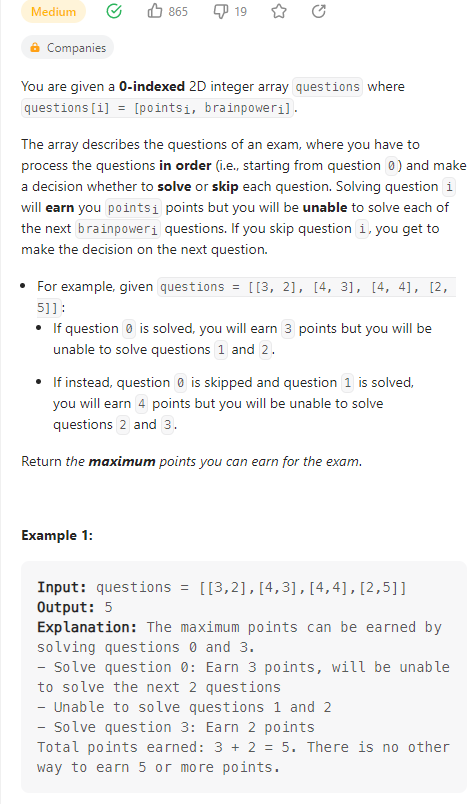 Medium 865 19
Companies
You are given a 0-indexed 2D integer array questions where
questions[i] = [pointsi, brainpoweri].
The array describes the questions of an exam, where you have to
process the questions in order (i.e., starting from question 0) and make
a decision whether to solve or skip each question. Solving question i
will earn you pointsi points but you will be unable to solve each of
the next brainpoweri questions. If you skip question i, you get to
make the decision on the next question.
• For example, given questions = [[3, 2], [4, 3], [4, 4], [2,
5]]:
• If question 0 is solved, you will earn 3 points but you will be
unable to solve questions 1 and 2.
• If instead, question 0 is skipped and question 1 is solved,
you will earn 4 points but you will be unable to solve
questions 2 and 3.
Return the maximum points you can earn for the exam.
Example 1:
Input: questions = [[3,2],[4,3],[4,4],[2,5]]
Output: 5
Explanation: The maximum points can be earned by
solving questions 0 and 3.
- Solve question 0: Earn 3 points, will be unable
to solve the next 2 questions
- Unable to solve questions 1 and 2
- Solve question 3: Earn 2 points
Total points earned: 3 + 2 = 5. There is no other
way to earn 5 or more points.